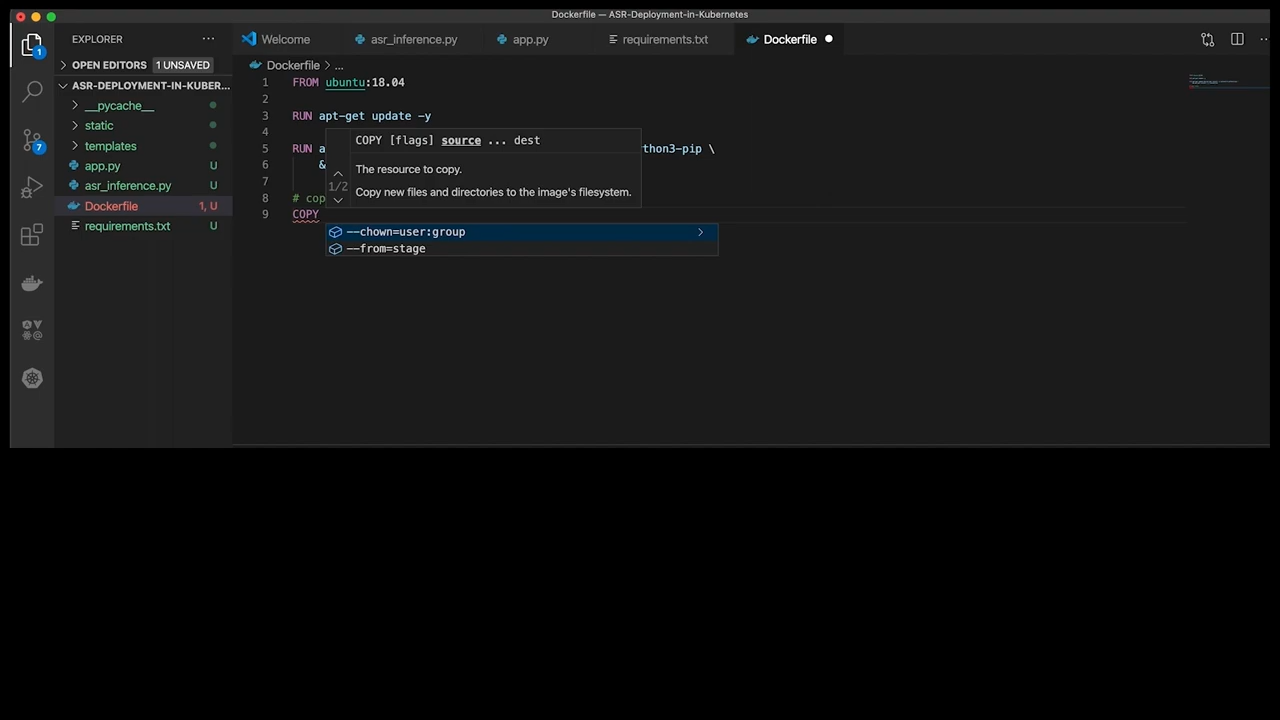 Dockerfile — ASR-Deployment-in-Kubernetes
EXPLORER
Welcome
asr_inference.py
app.py
requirements.txt
Dockerfile
OPEN EDITORS 1 UNSAVED
ASR-DEPLOYMENT-IN-KUBER...
__pycache__
static
templates
app.py U
asr_inference.py U
Dockerfile 1, U
requirements.txt U
1
7
Dockerfile > ...
1 FROM ubuntu:18.04
2
3 RUN apt-get update -y
4
5 RUN a thon3-pip \
6 &
7
8 # cop
9 COPY
COPY [flags] source ... dest
The resource to copy.
1/2
Copy new files and directories to the image's filesystem.
--chown=user:group
--from=stage